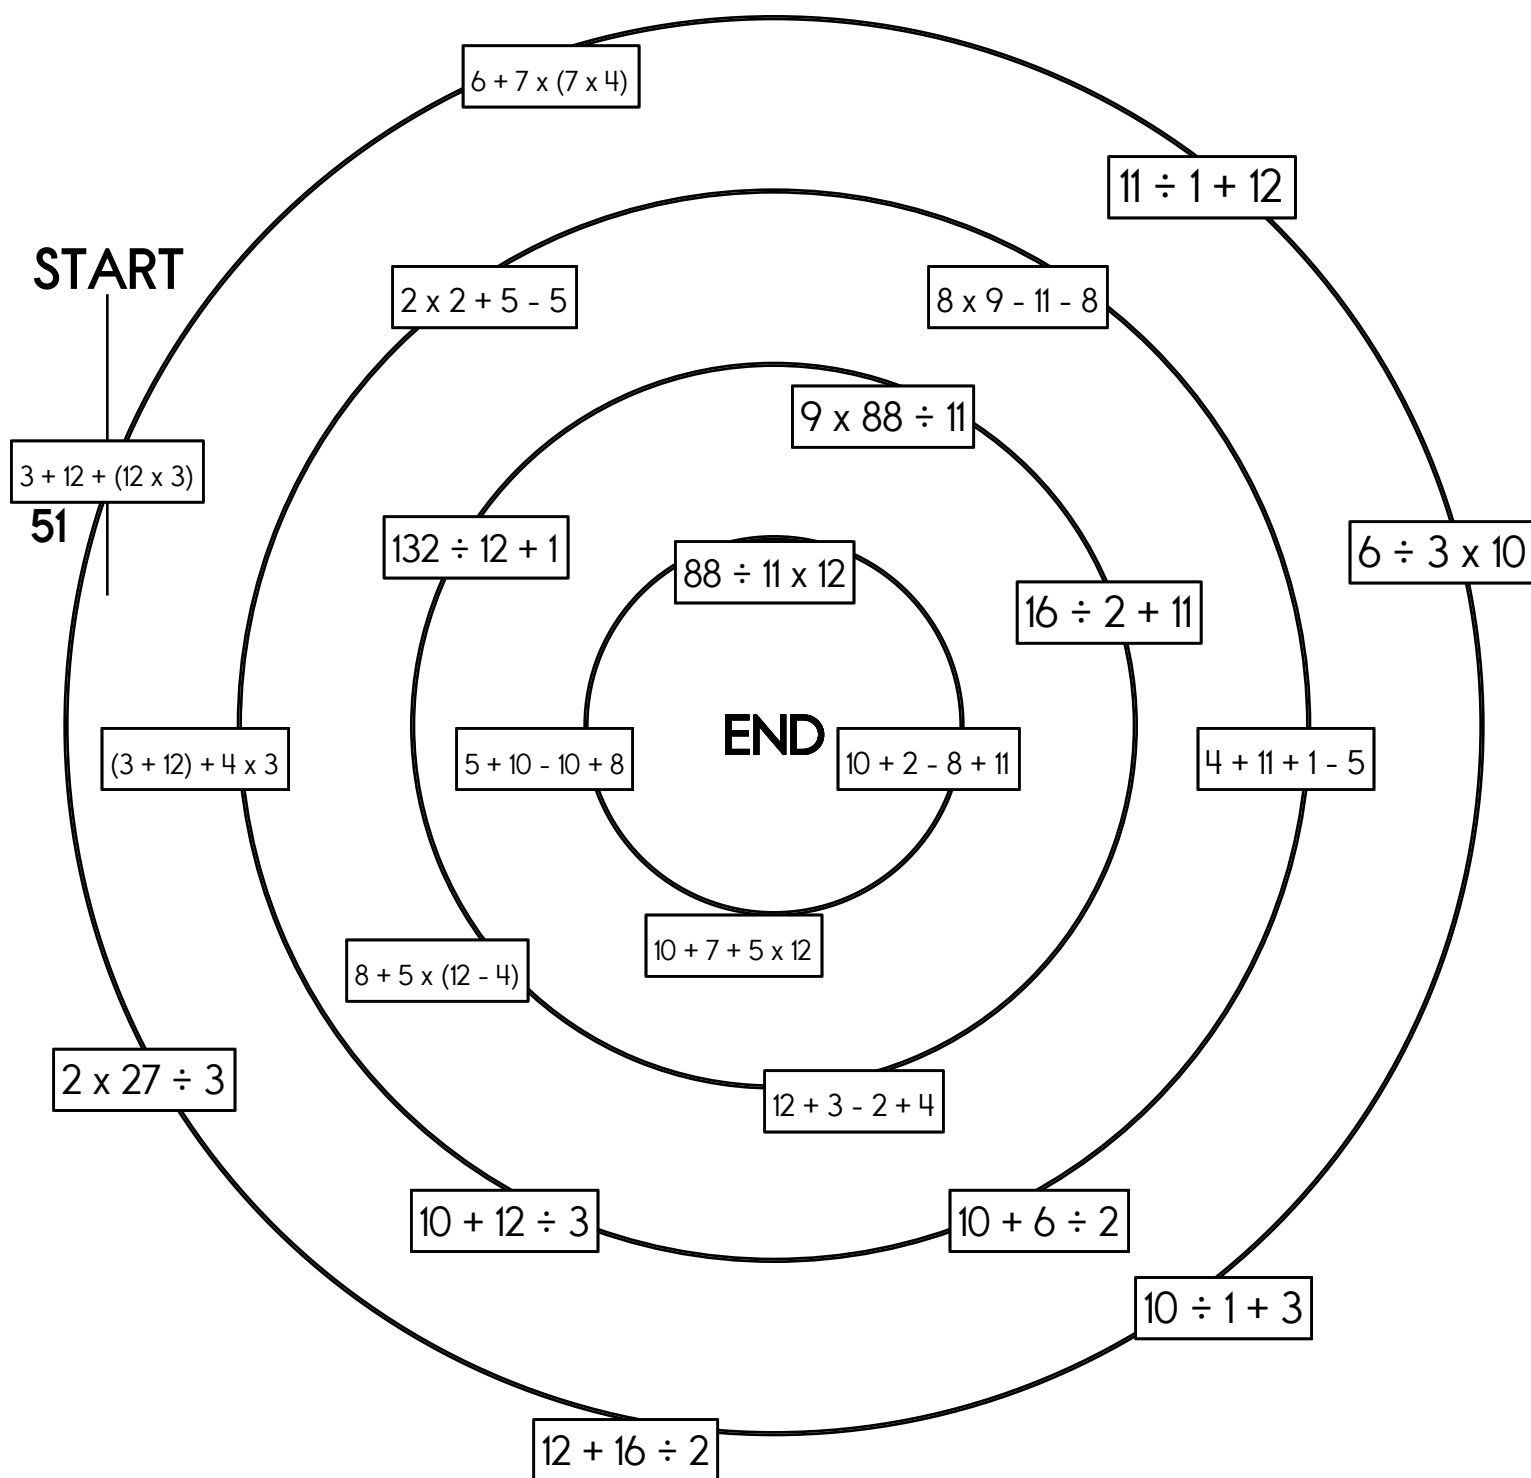 6 + 7 x (7 x 4)
11 ÷ 1 + 12
START
2 x 2 + 5 - 5
8 x 9 - 11 - 8
9 x 88 ÷ 11
3 + 12 + (12 x 3)
51
132 ÷ 12 + 1
6 ÷ 3 x 10
88 ÷ 11 x 12
16 ÷ 2 + 11
END
(3 + 12) + 4 x 3
5 + 10 - 10 + 8
10 + 2 - 8 + 11
4 + 11 + 1 - 5
10 + 7 + 5 x 12
8 + 5 x (12 - 4)
2 x 27 ÷ 3
12 + 3 - 2 + 4
10 + 12 ÷ 3
10 + 6 ÷ 2
10 ÷ 1 + 3
12 + 16 ÷ 2